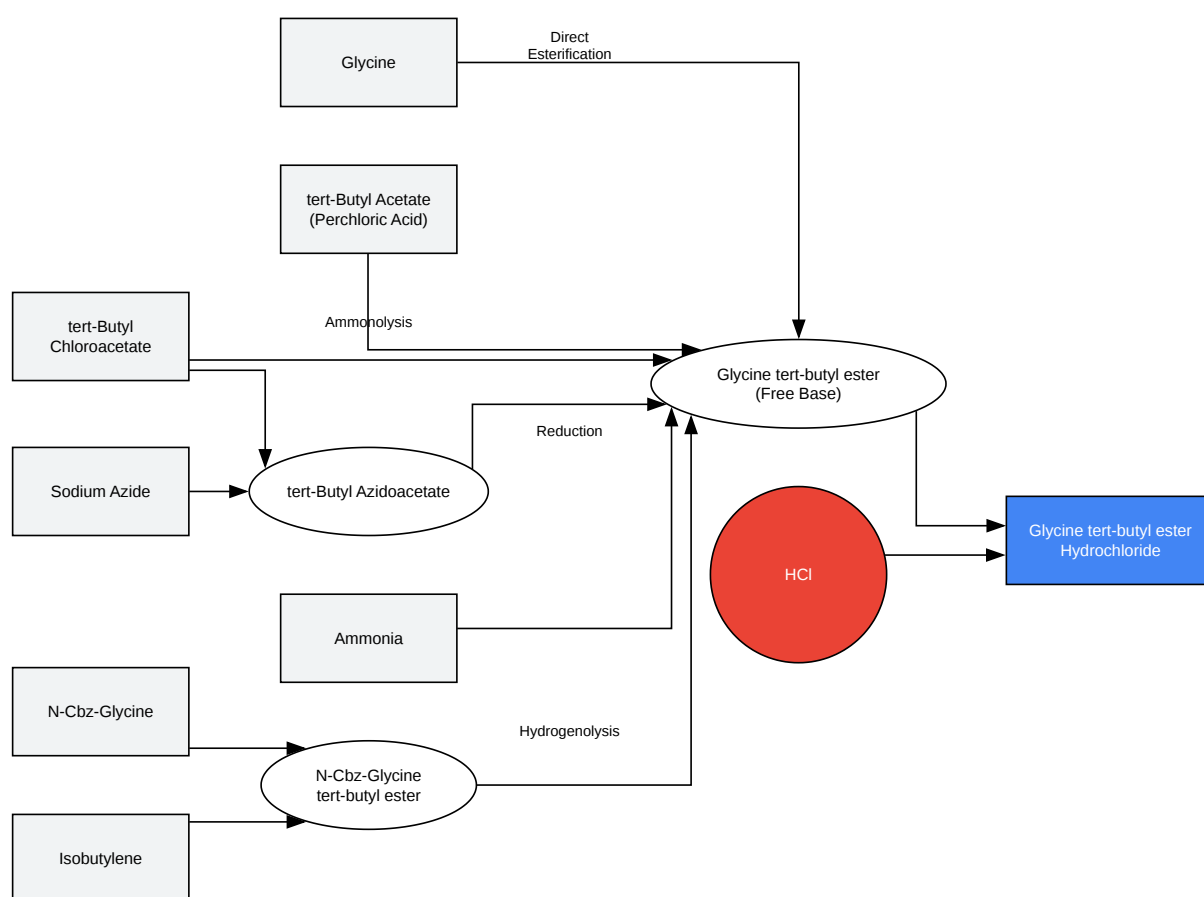 Direct
Esterification
Glycine
tert-Butyl Acetate
(Perchloric Acid)
Ammonolysis
tert-Butyl
Chloroacetate
Glycine tert-butyl ester
(Free Base)
Reduction
Sodium Azide
tert-Butyl Azidoacetate
Glycine tert-butyl ester
Hydrochloride
HCl
Ammonia
N-Cbz-Glycine
Hydrogenolysis
N-Cbz-Glycine
tert-butyl ester
Isobutylene